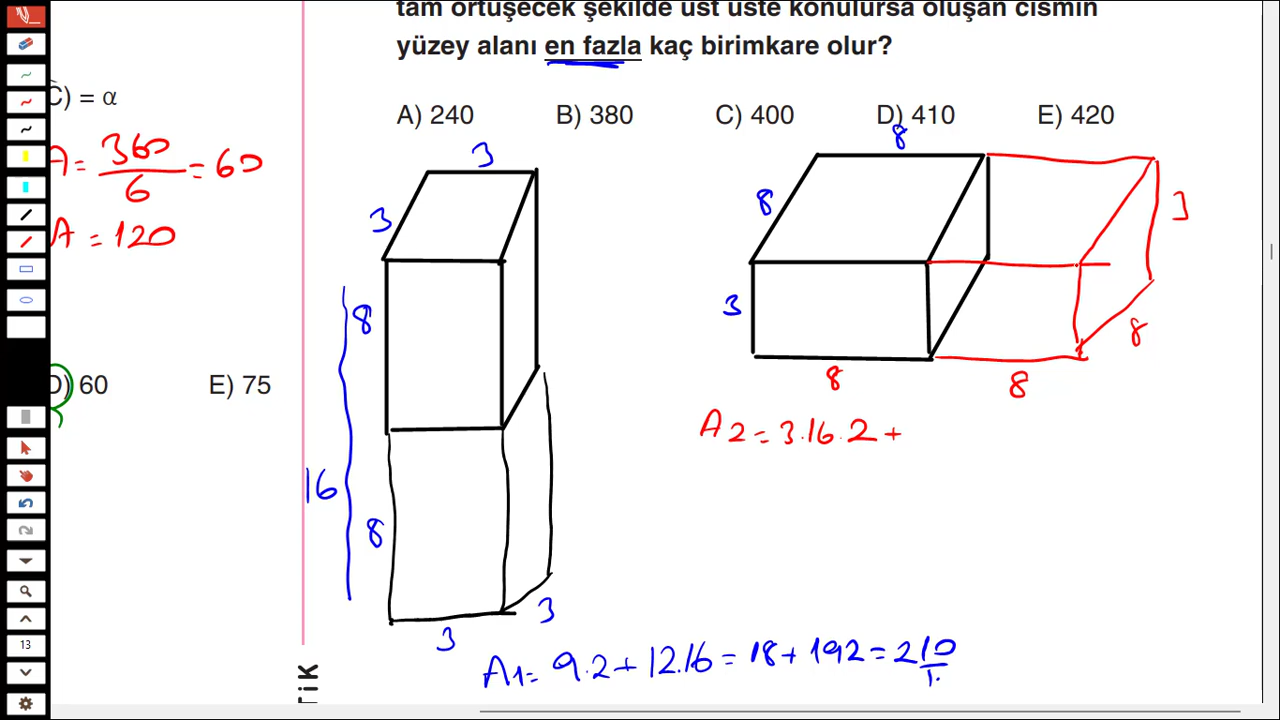 tam örtüşecek şekilde üst üste konulursa oluşan cismin
yüzey alanı en fazla kaç birimkare olur?
A) 240 B) 380 C) 400 D) 410 E) 420
C) = α
A = 360/6 = 60
A = 120
D) 60 E) 75
3
3
8
16
8
3
3
8
8
3
8
8
8
3
A2 = 3.16.2 +
A1 = 9.2 + 12.16 = 18 + 192 = 210
TİK
13